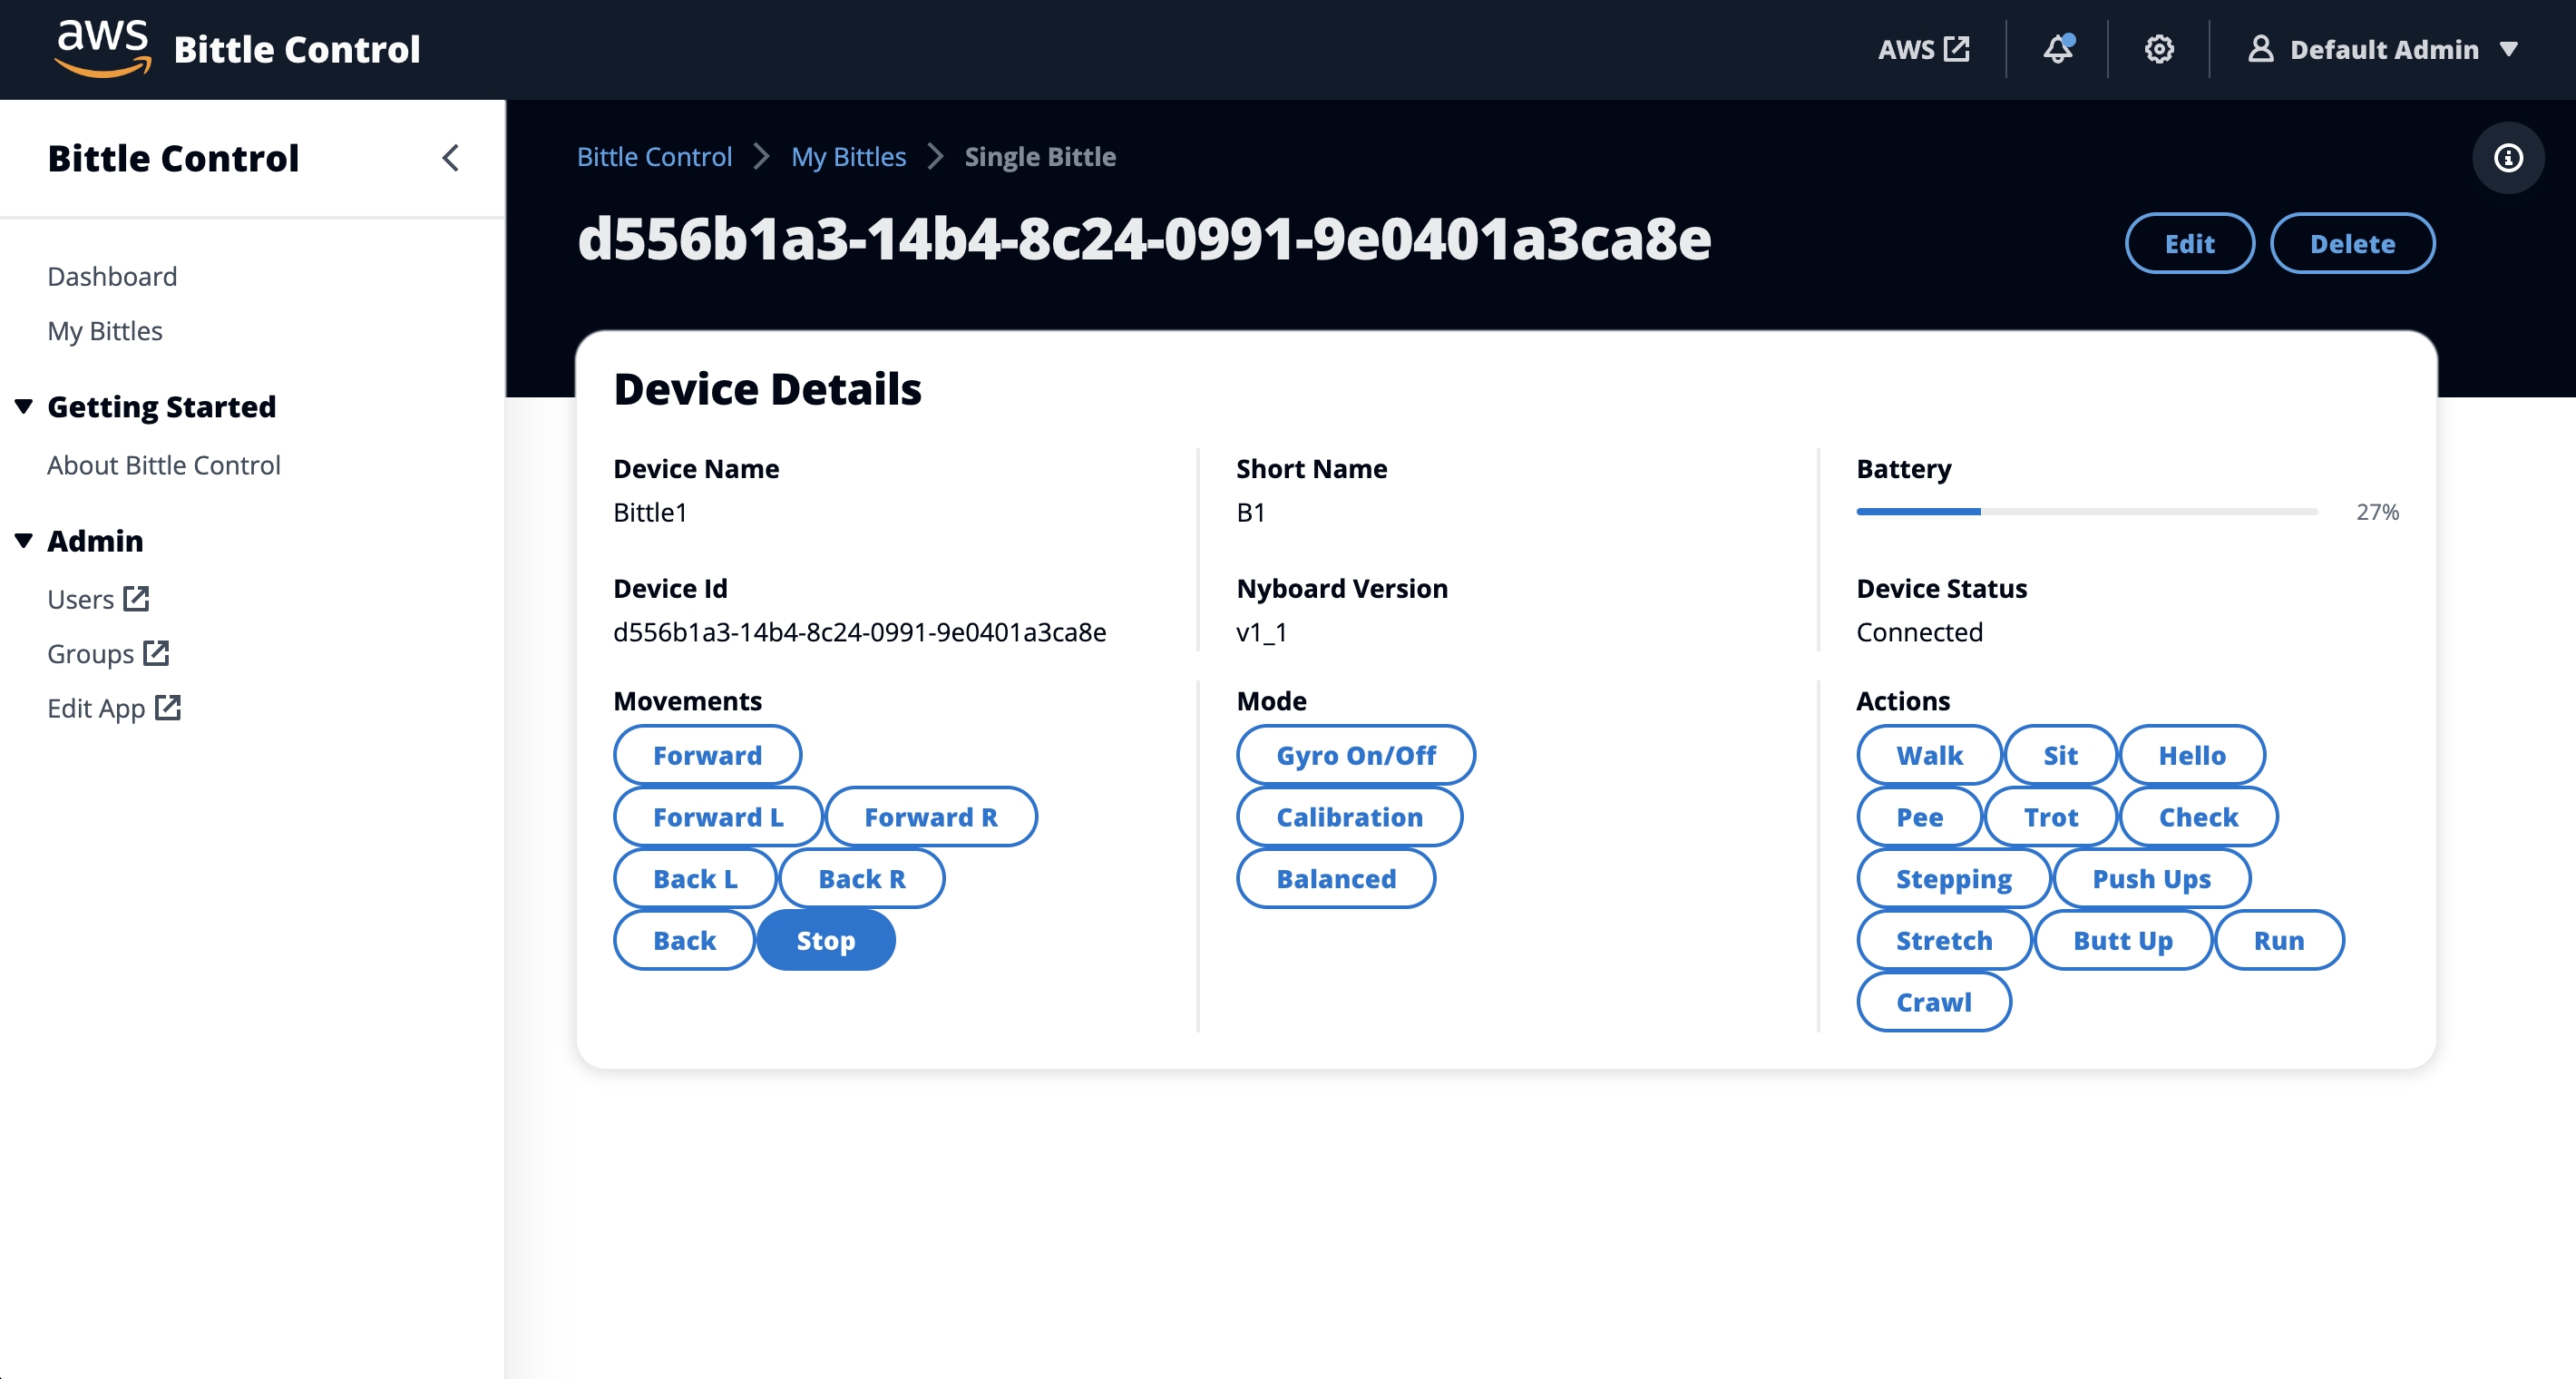 aws Bittle Control AWS Default Admin
Bittle Control
Dashboard
My Bittles
Getting Started
About Bittle Control
Admin
Users
Groups
Edit App
Bittle Control My Bittles Single Bittle
d556b1a3-14b4-8c24-0991-9e0401a3ca8e Edit Delete
Device Details
Device Name
Bittle1
Short Name
B1
Battery
27%
Device Id
d556b1a3-14b4-8c24-0991-9e0401a3ca8e
Nyboard Version
v1_1
Device Status
Connected
Movements
Forward
Forward L Forward R
Back L Back R
Back Stop
Mode
Gyro On/Off
Calibration
Balanced
Actions
Walk Sit Hello
Pee Trot Check
Stepping Push Ups
Stretch Butt Up Run
Crawl